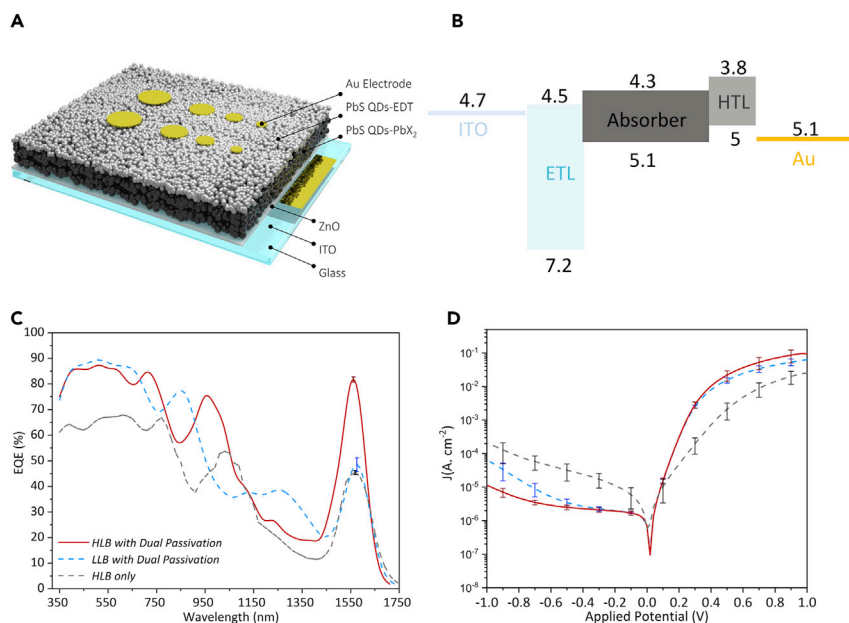 A
Au Electrode
PbS QDs-EDT
PbS QDs-PbX₂
ZnO
ITO
Glass
B
4.7
ITO
4.5
ETL
7.2
4.3
Absorber
5.1
3.8
HTL
5
5.1
Au
C
100
90
80
70
60
50
40
30
20
10
0
EQE (%)
HLB with Dual Passivation
LLB with Dual Passivation
HLB only
350 550 750 950 1150 1350 1550 1750
Wavelength (nm)
D
10⁻¹
10⁻²
10⁻³
10⁻⁴
10⁻⁵
10⁻⁶
10⁻⁷
10⁻⁸
J(A. cm⁻²)
-1.0 -0.8 -0.6 -0.4 -0.2 0.0 0.2 0.4 0.6 0.8 1.0
Applied Potential (V)